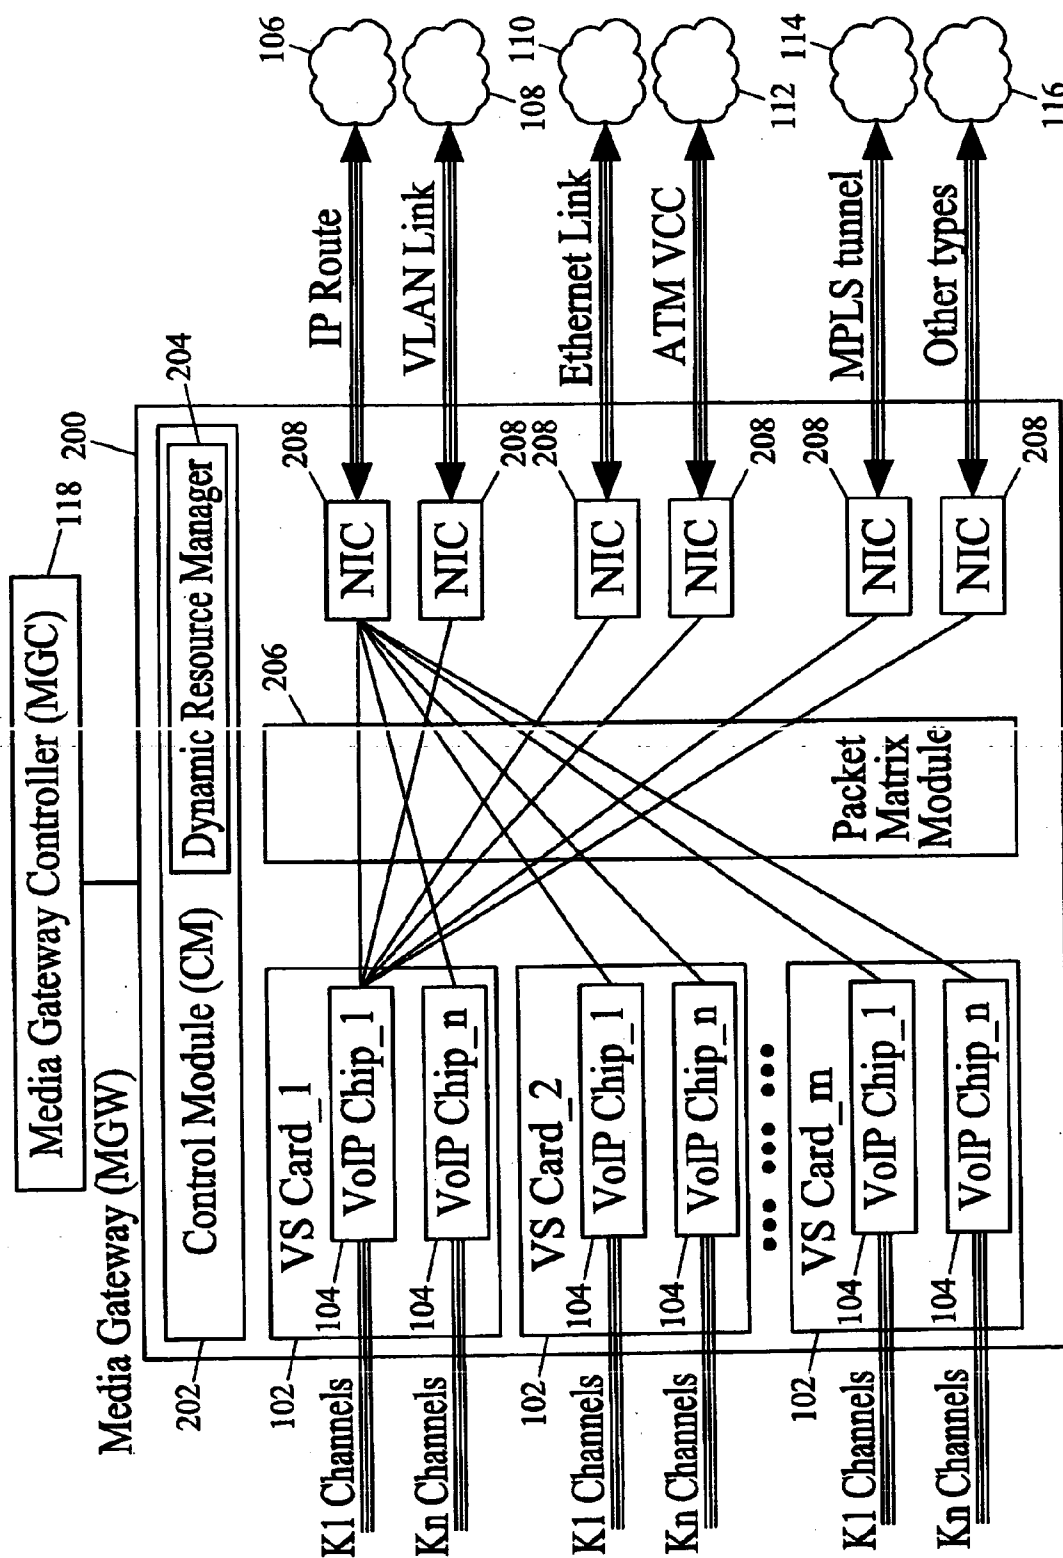 Media Gateway Controller (MGC)
118
Media Gateway (MGW)
200
202
Control Module (CM)
Dynamic Resource Manager
204
102
VS Card_1
K1 Channels
104
VoIP Chip_1
Kn Channels
104
VoIP Chip_n
102
VS Card_2
K1 Channels
104
VoIP Chip_1
Kn Channels
104
VoIP Chip_n
102
VS Card_m
K1 Channels
104
VoIP Chip_1
Kn Channels
104
VoIP Chip_n
206
Packet
Matrix
Module
NIC
208
IP Route
106
NIC
208
VLAN Link
108
NIC
208
Ethernet Link
110
NIC
208
ATM VCC
112
NIC
208
MPLS tunnel
114
NIC
208
Other types
116